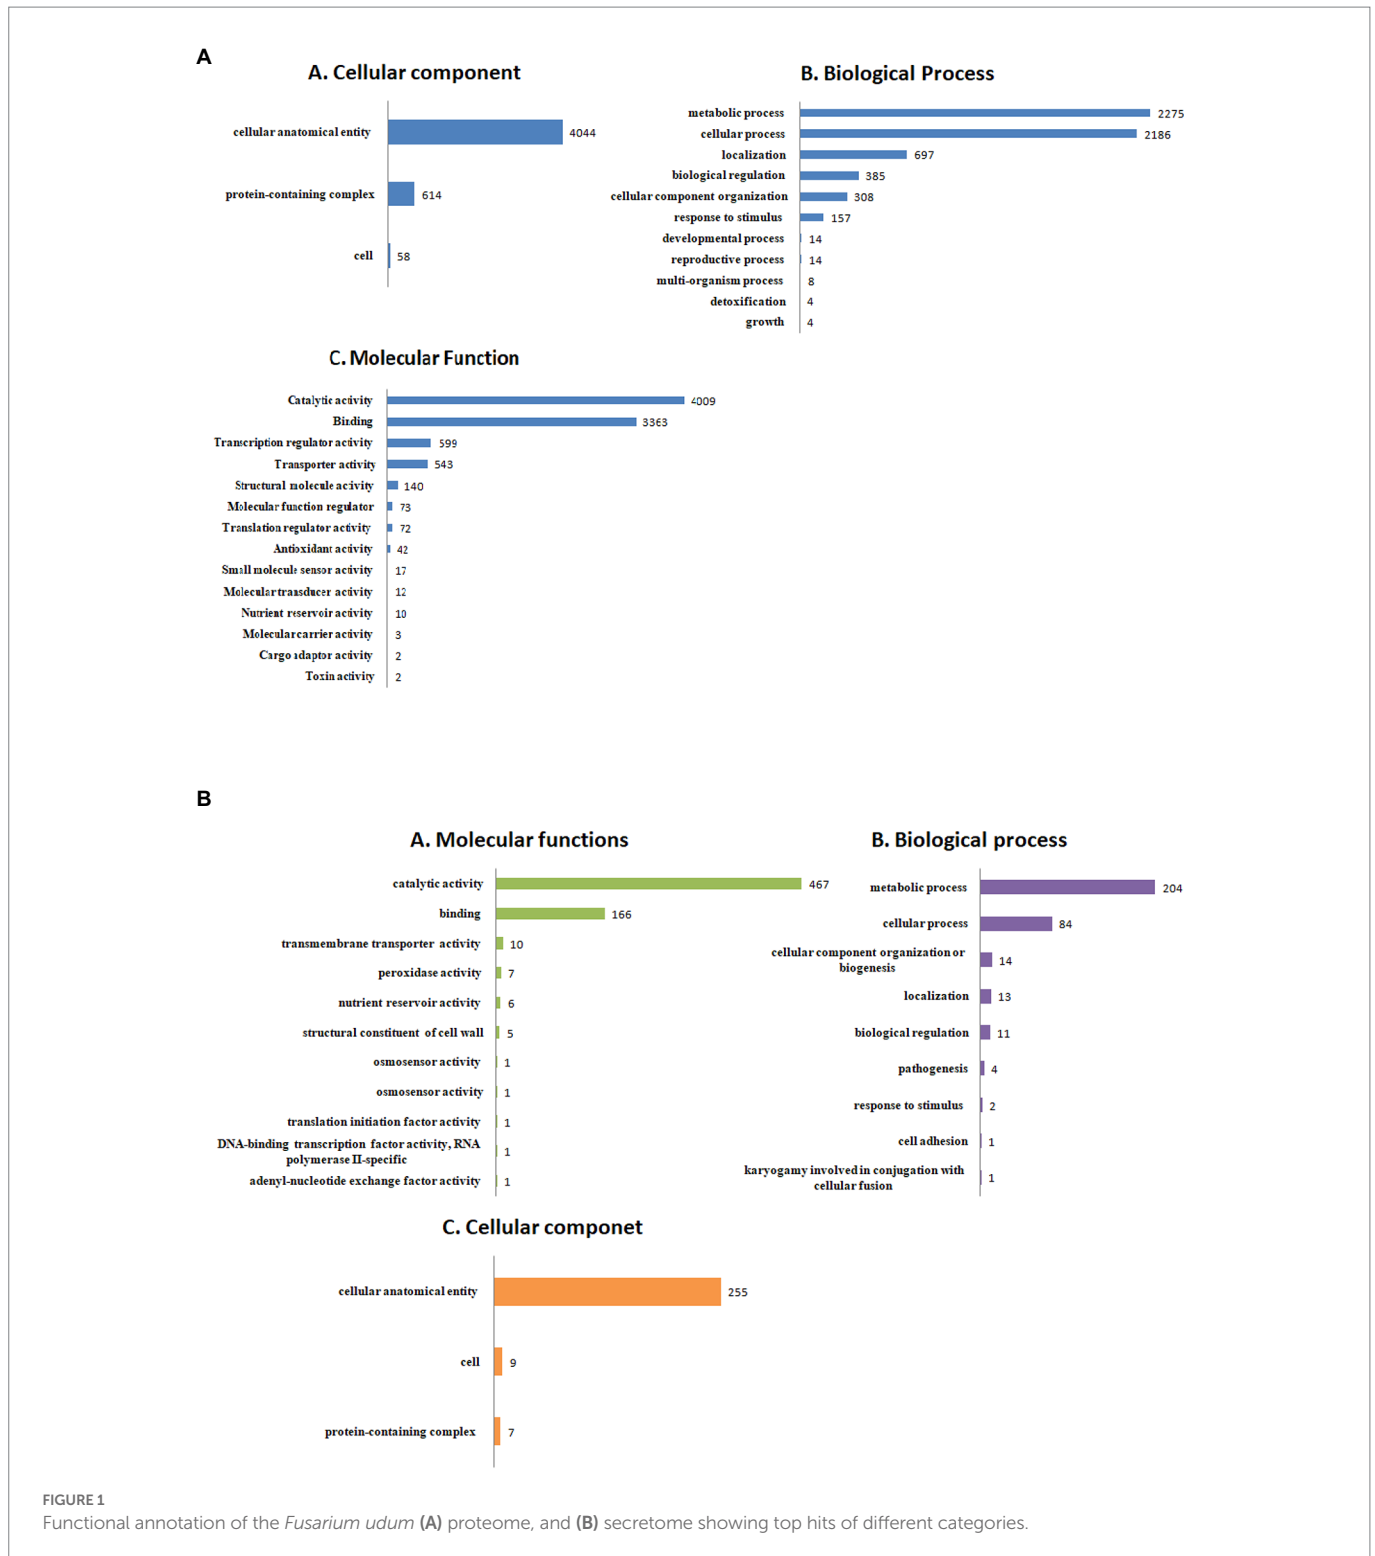 A
A. Cellular component
cellular anatomical entity 4044
protein-containing complex 614
cell 58
B. Biological Process
metabolic process 2275
cellular process 2186
localization 697
biological regulation 385
cellular component organization 308
response to stimulus 157
developmental process 14
reproductive process 14
multi-organism process 8
detoxification 4
growth 4
C. Molecular Function
Catalytic activity 4009
Binding 3363
Transcription regulator activity 599
Transporter activity 543
Structural molecule activity 140
Molecular function regulator 73
Translation regulator activity 72
Antioxidant activity 42
Small molecule sensor activity 17
Molecular transducer activity 12
Nutrient reservoir activity 10
Molecular carrier activity 3
Cargo adaptor activity 2
Toxin activity 2
B
A. Molecular functions
catalytic activity 467
binding 166
transmembrane transporter activity 10
peroxidase activity 7
nutrient reservoir activity 6
structural constituent of cell wall 5
osmosensor activity 1
osmosensor activity 1
translation initiation factor activity 1
DNA-binding transcription factor activity, RNA
polymerase II-specific 1
adenyl-nucleotide exchange factor activity 1
B. Biological process
metabolic process 204
cellular process 84
cellular component organization or
biogenesis 14
localization 13
biological regulation 11
pathogenesis 4
response to stimulus 2
cell adhesion 1
karyogamy involved in conjugation with
cellular fusion 1
C. Cellular componet
cellular anatomical entity 255
cell 9
protein-containing complex 7
FIGURE 1
Functional annotation of the Fusarium udum (A) proteome, and (B) secretome showing top hits of different categories.